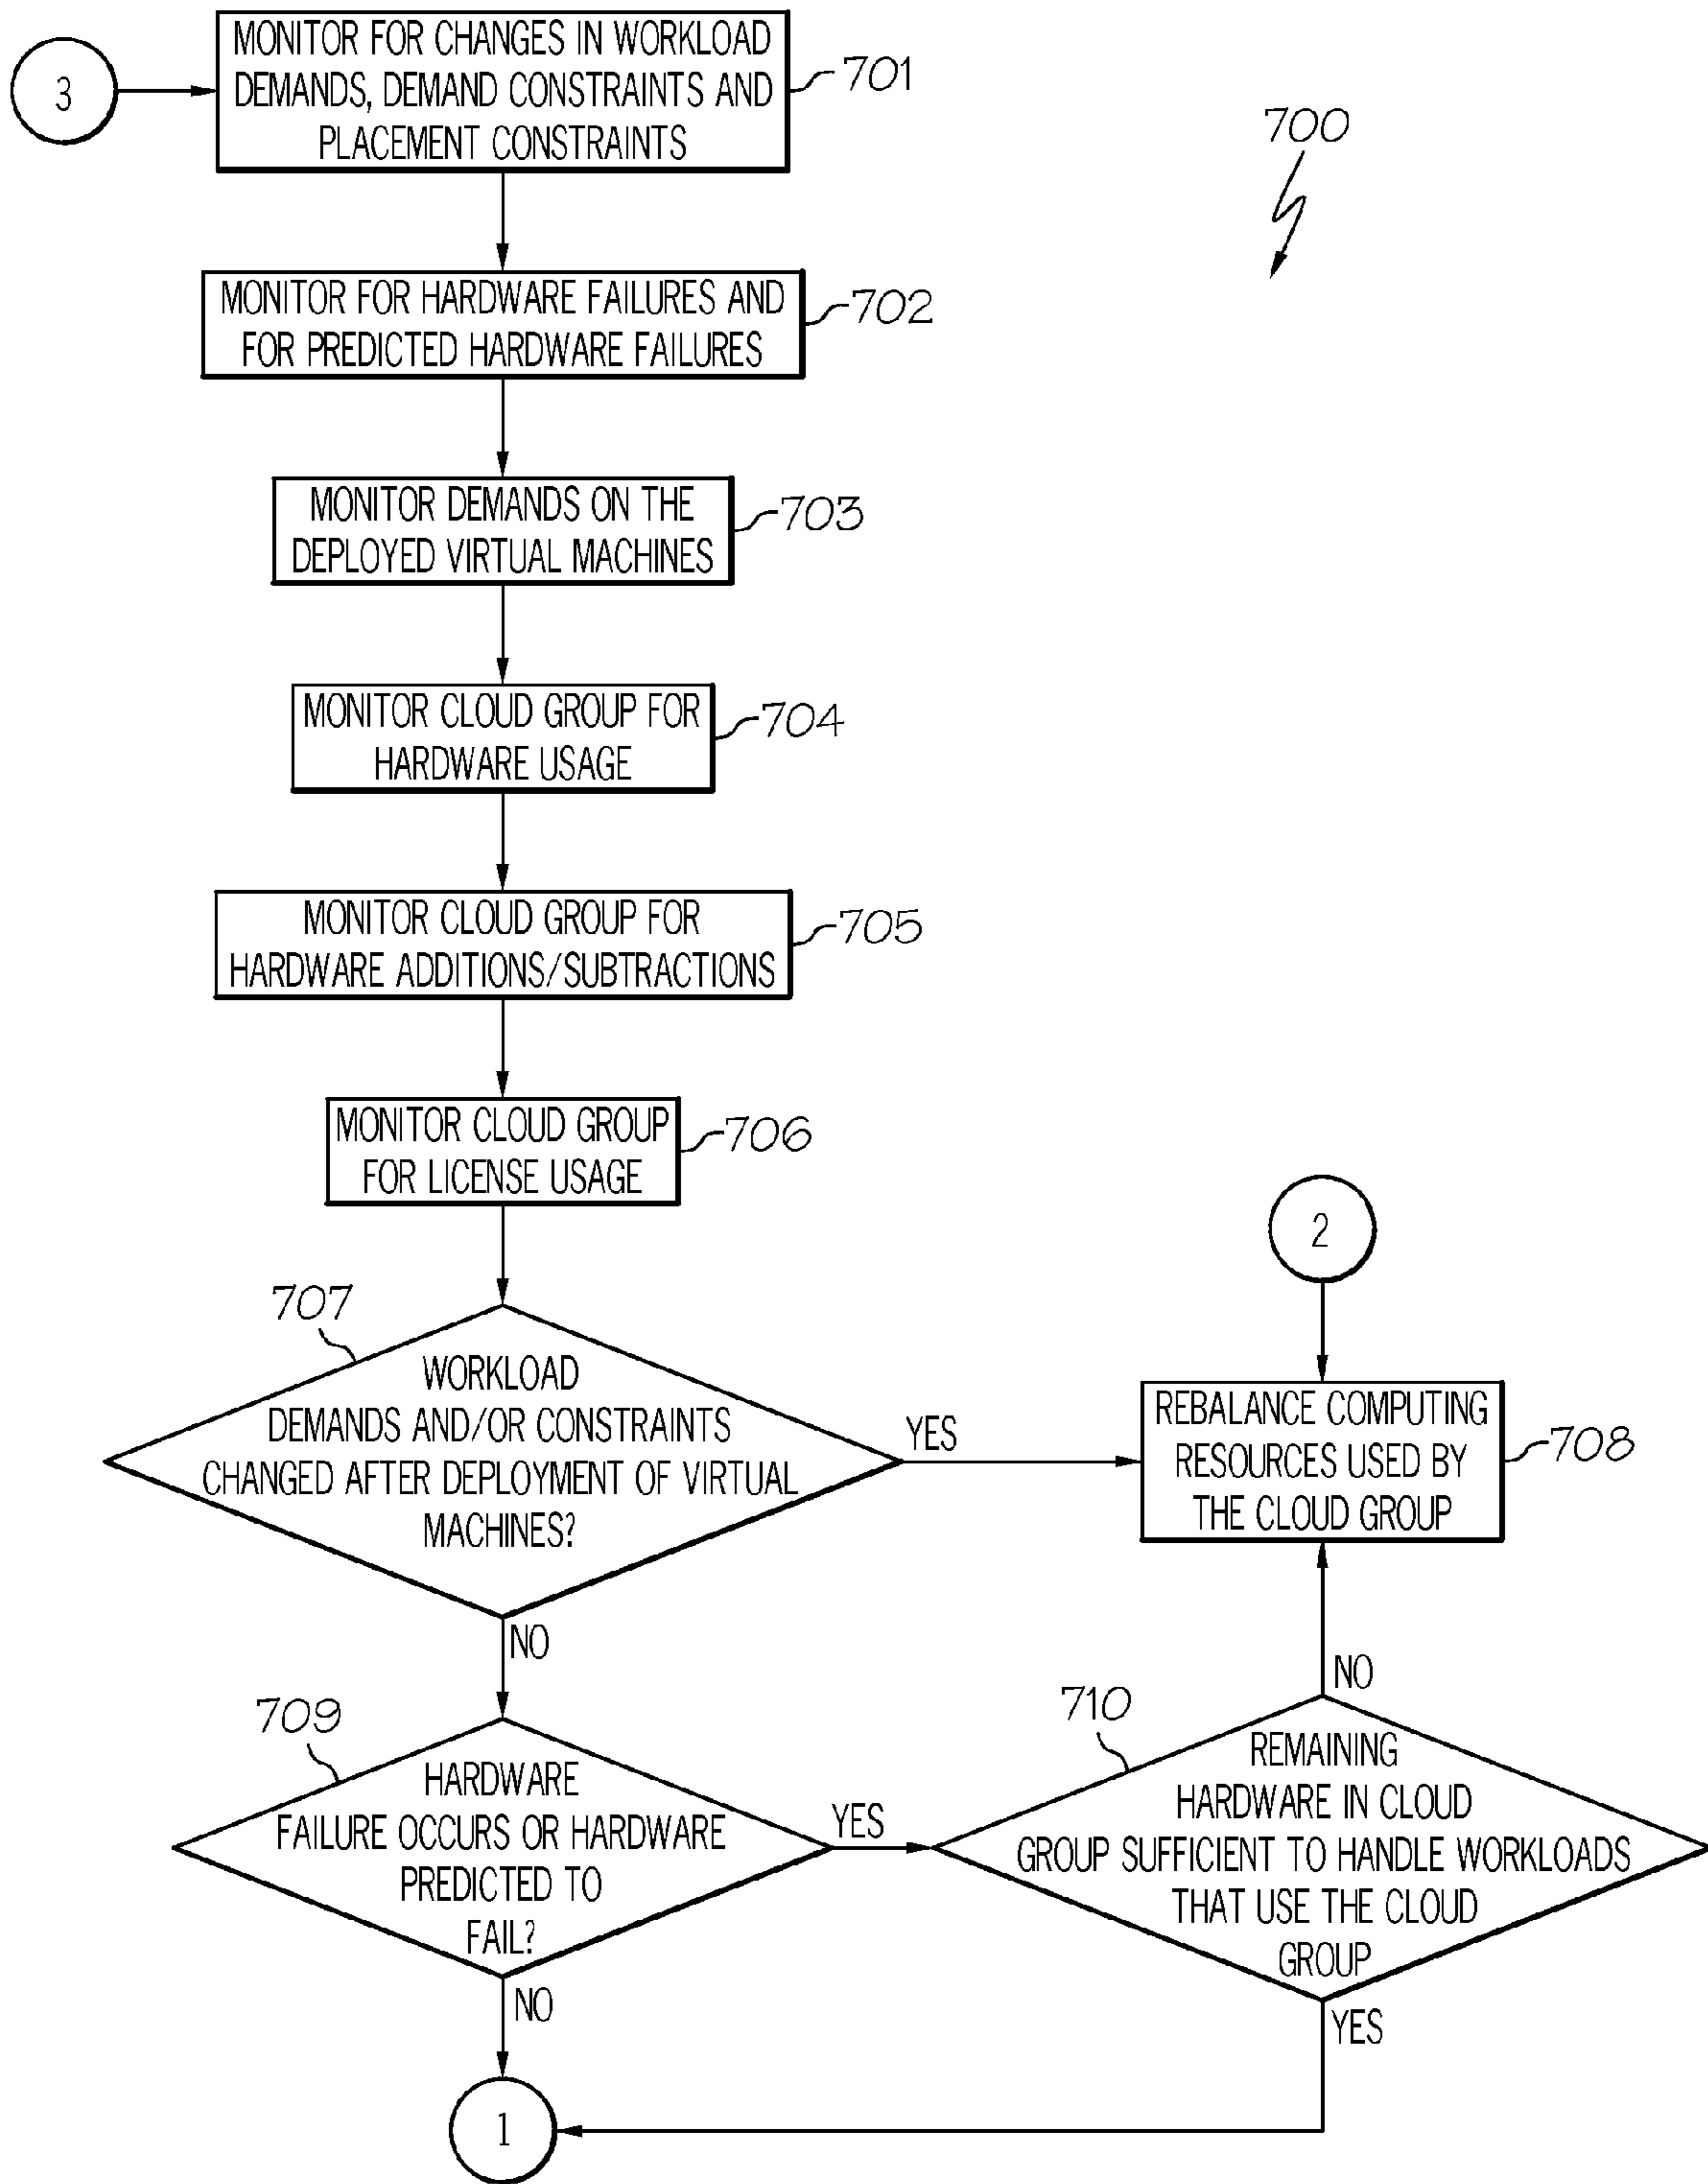 3
MONITOR FOR CHANGES IN WORKLOAD
DEMANDS, DEMAND CONSTRAINTS AND
PLACEMENT CONSTRAINTS
701
700
MONITOR FOR HARDWARE FAILURES AND
FOR PREDICTED HARDWARE FAILURES
702
MONITOR DEMANDS ON THE
DEPLOYED VIRTUAL MACHINES
703
MONITOR CLOUD GROUP FOR
HARDWARE USAGE
704
MONITOR CLOUD GROUP FOR
HARDWARE ADDITIONS/SUBTRACTIONS
705
MONITOR CLOUD GROUP
FOR LICENSE USAGE
706
707
WORKLOAD
DEMANDS AND/OR CONSTRAINTS
CHANGED AFTER DEPLOYMENT OF VIRTUAL
MACHINES?
YES
NO
2
REBALANCE COMPUTING
RESOURCES USED BY
THE CLOUD GROUP
708
709
HARDWARE
FAILURE OCCURS OR HARDWARE
PREDICTED TO
FAIL?
YES
NO
710
NO
REMAINING
HARDWARE IN CLOUD
GROUP SUFFICIENT TO HANDLE WORKLOADS
THAT USE THE CLOUD
GROUP
YES
1